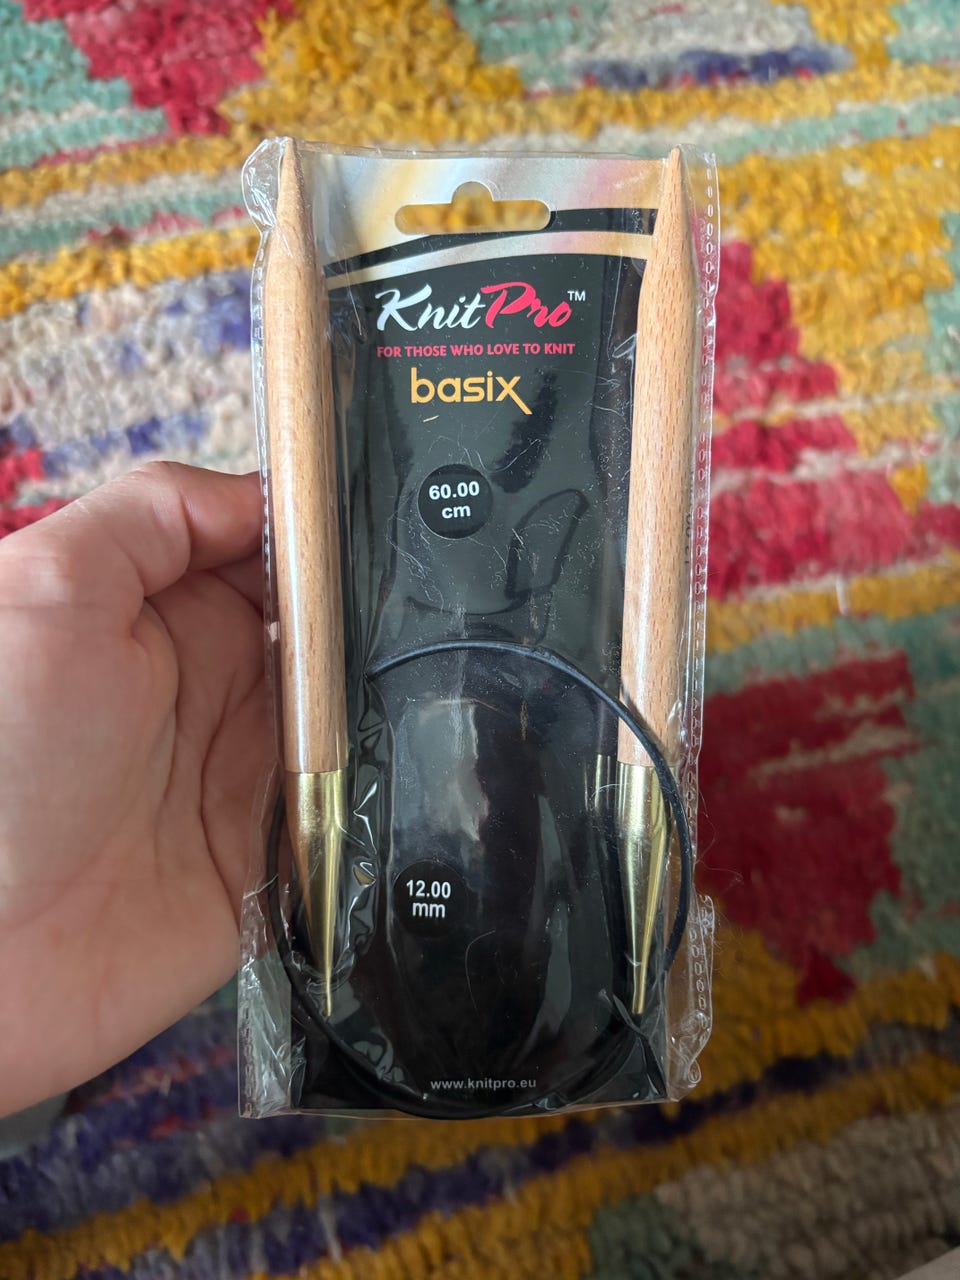 KnitPro™
FOR THOSE WHO LOVE TO KNIT
basix
60.00
cm
12.00
mm
www.knitpro.eu